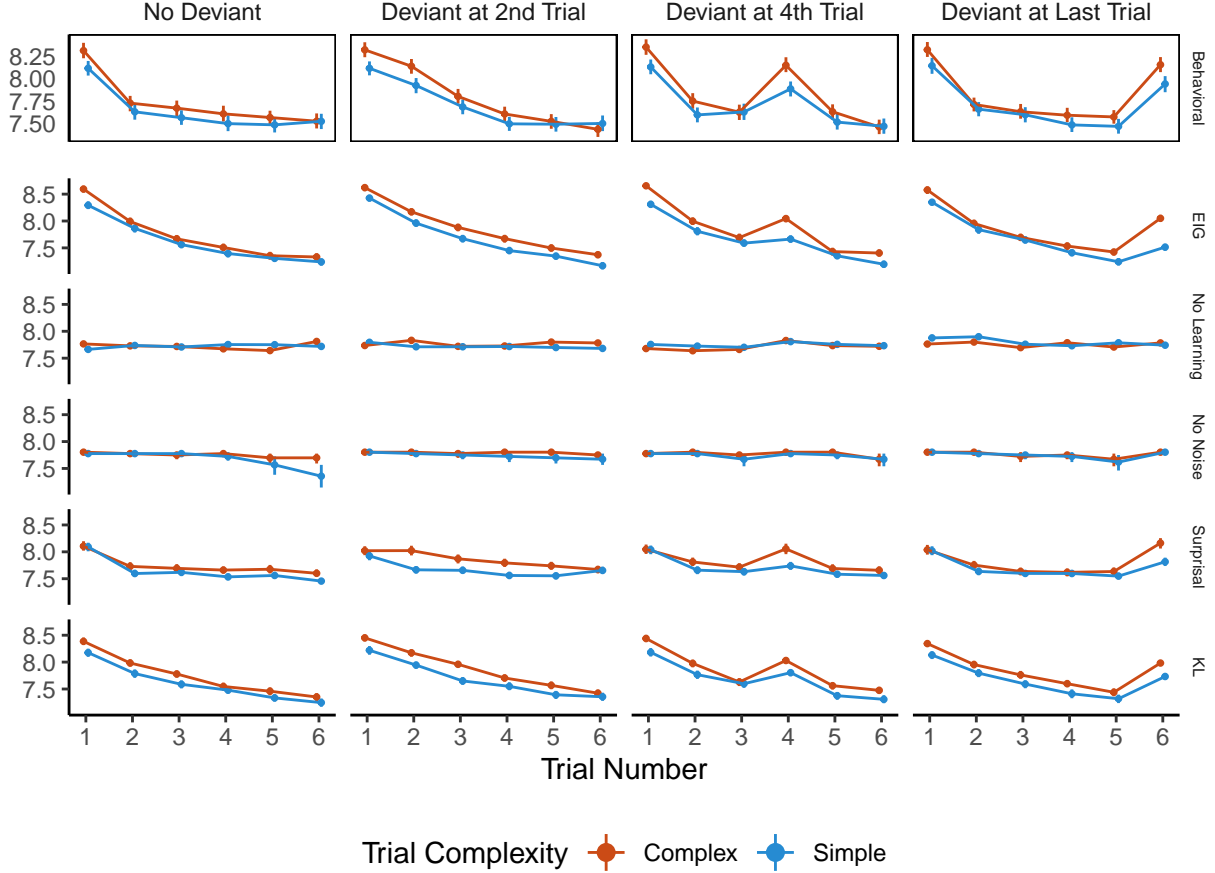 No Deviant Deviant at 2nd Trial Deviant at 4th Trial Deviant at Last Trial
8.25
8.00
7.75
7.50
Behavioral
8.5
8.0
7.5
EIG
8.5
8.0
7.5
No Learning
8.5
8.0
7.5
No Noise
8.5
8.0
7.5
Surprisal
8.5
8.0
7.5
KL
1 2 3 4 5 6 1 2 3 4 5 6 1 2 3 4 5 6 1 2 3 4 5 6
Trial Number
Trial Complexity Complex Simple